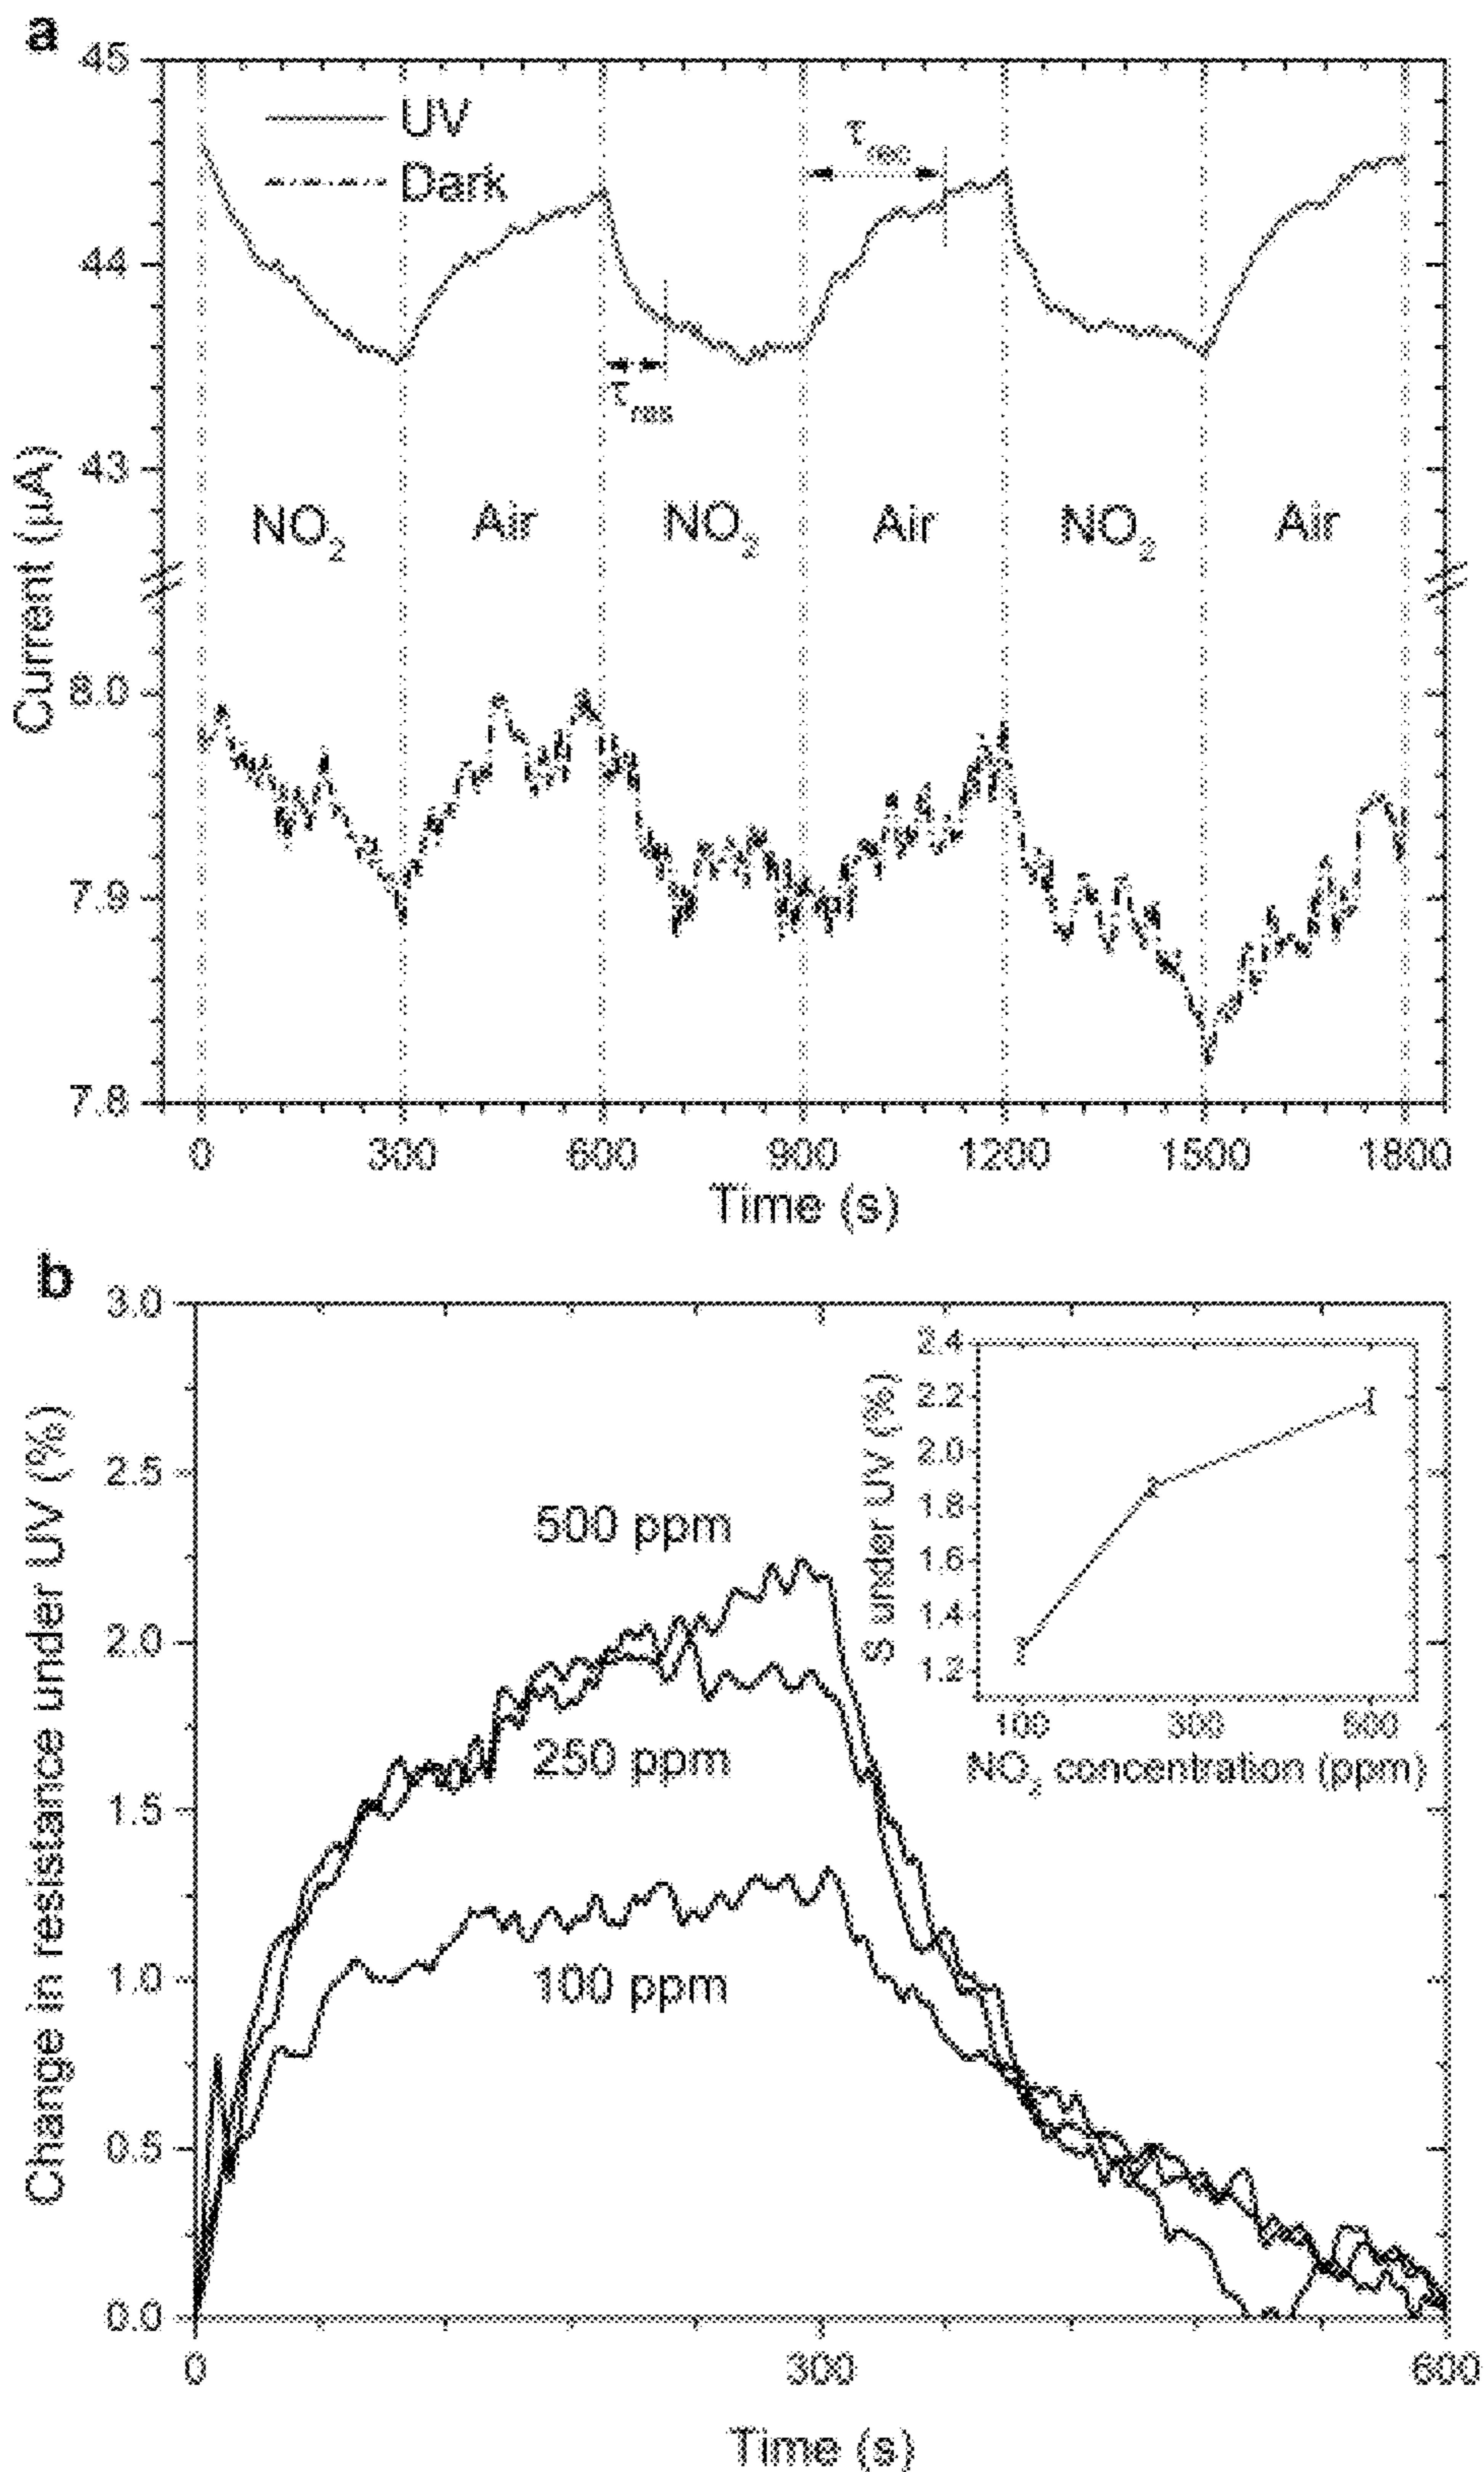 a
45
UV
Dark
τrec
44
τres
43
NO2 Air NO2 Air NO2 Air
Current (µA)
8.0
7.9
7.8
0 300 600 900 1200 1500 1800
Time (s)
b
3.0
2.5
2.0
1.5
1.0
0.5
0.0
Change in resistance under UV (%)
500 ppm
250 ppm
100 ppm
2.4
2.2
2.0
1.8
1.6
1.4
1.2
S under UV (%)
100 300 500
NO2 concentration (ppm)
0 300 600
Time (s)